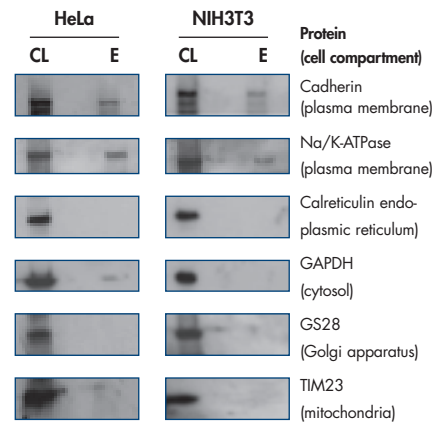 HeLa NIH3T3
Protein
CL E CL E (cell compartment)
Cadherin
(plasma membrane)
Na/K-ATPase
(plasma membrane)
Calreticulin endo-
plasmic reticulum)
GAPDH
(cytosol)
GS28
(Golgi apparatus)
TIM23
(mitochondria)